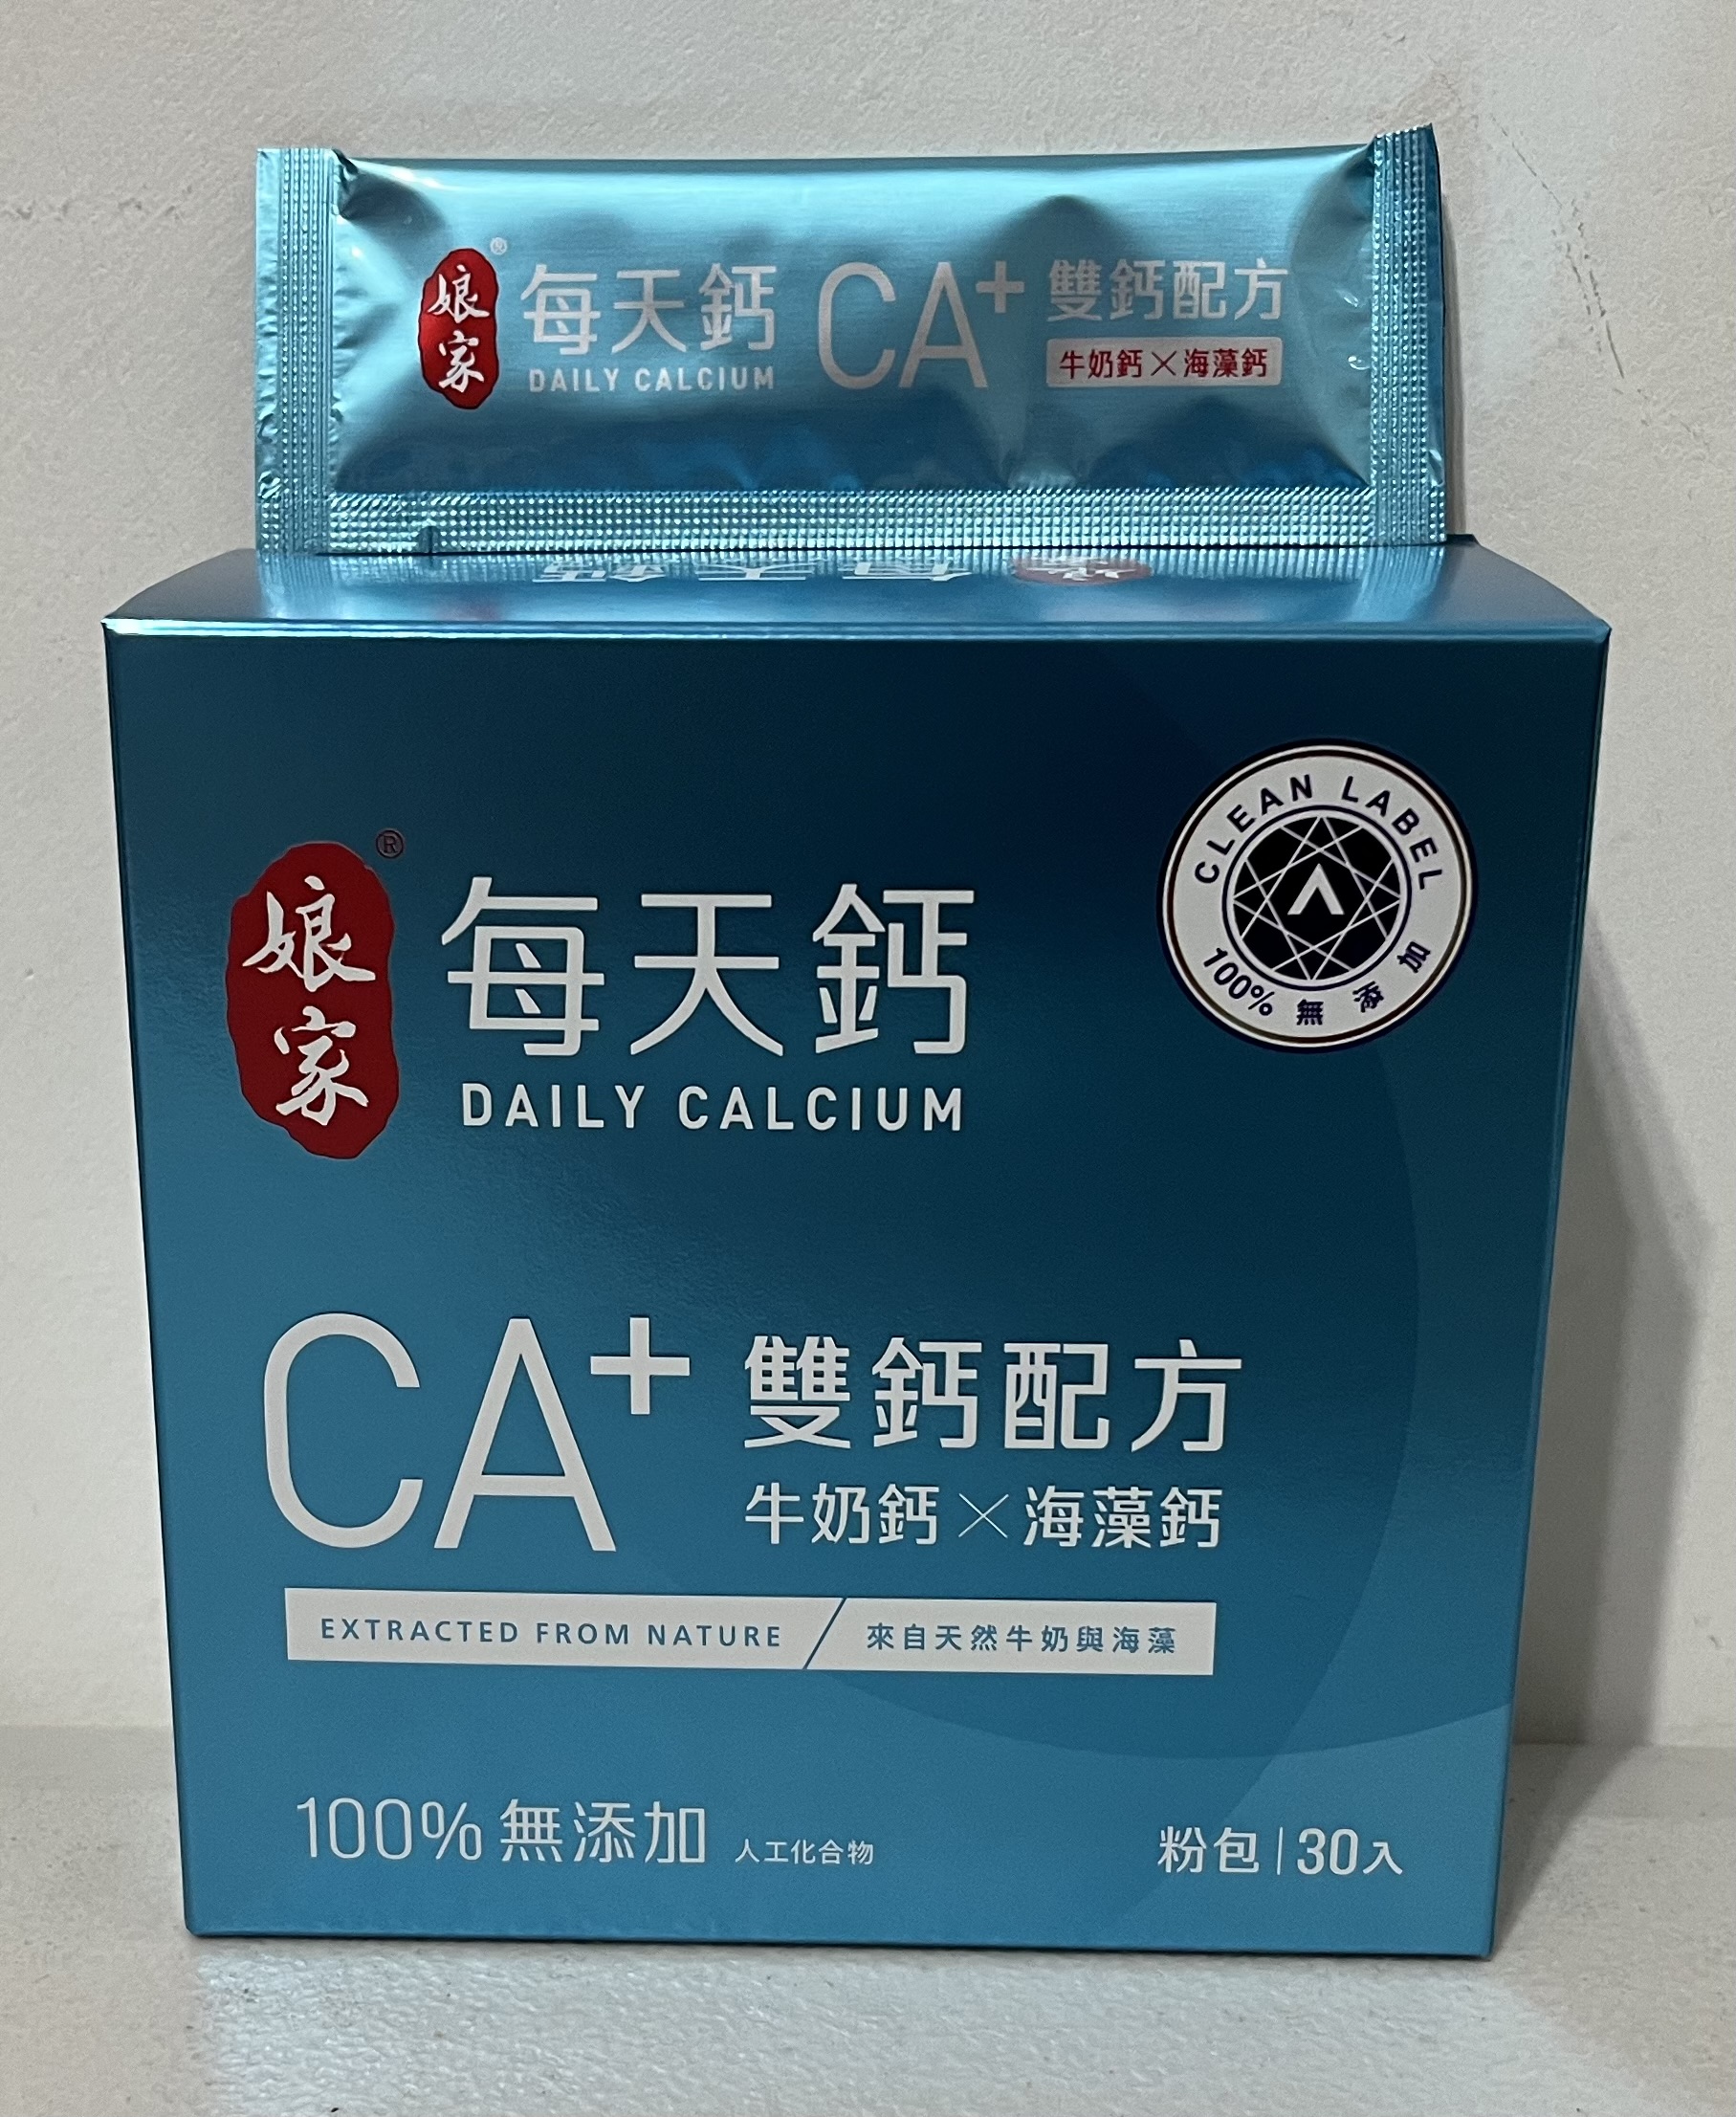 娘家®
每天鈣
DAILY CALCIUM
CA+
雙鈣配方
牛奶鈣×海藻鈣
每天鈣
娘家®
每天鈣
DAILY CALCIUM
CLEAN LABEL
100% 無添加
CA+
雙鈣配方
牛奶鈣×海藻鈣
EXTRACTED FROM NATURE / 來自天然牛奶與海藻
100% 無添加 人工化合物
粉包|30入